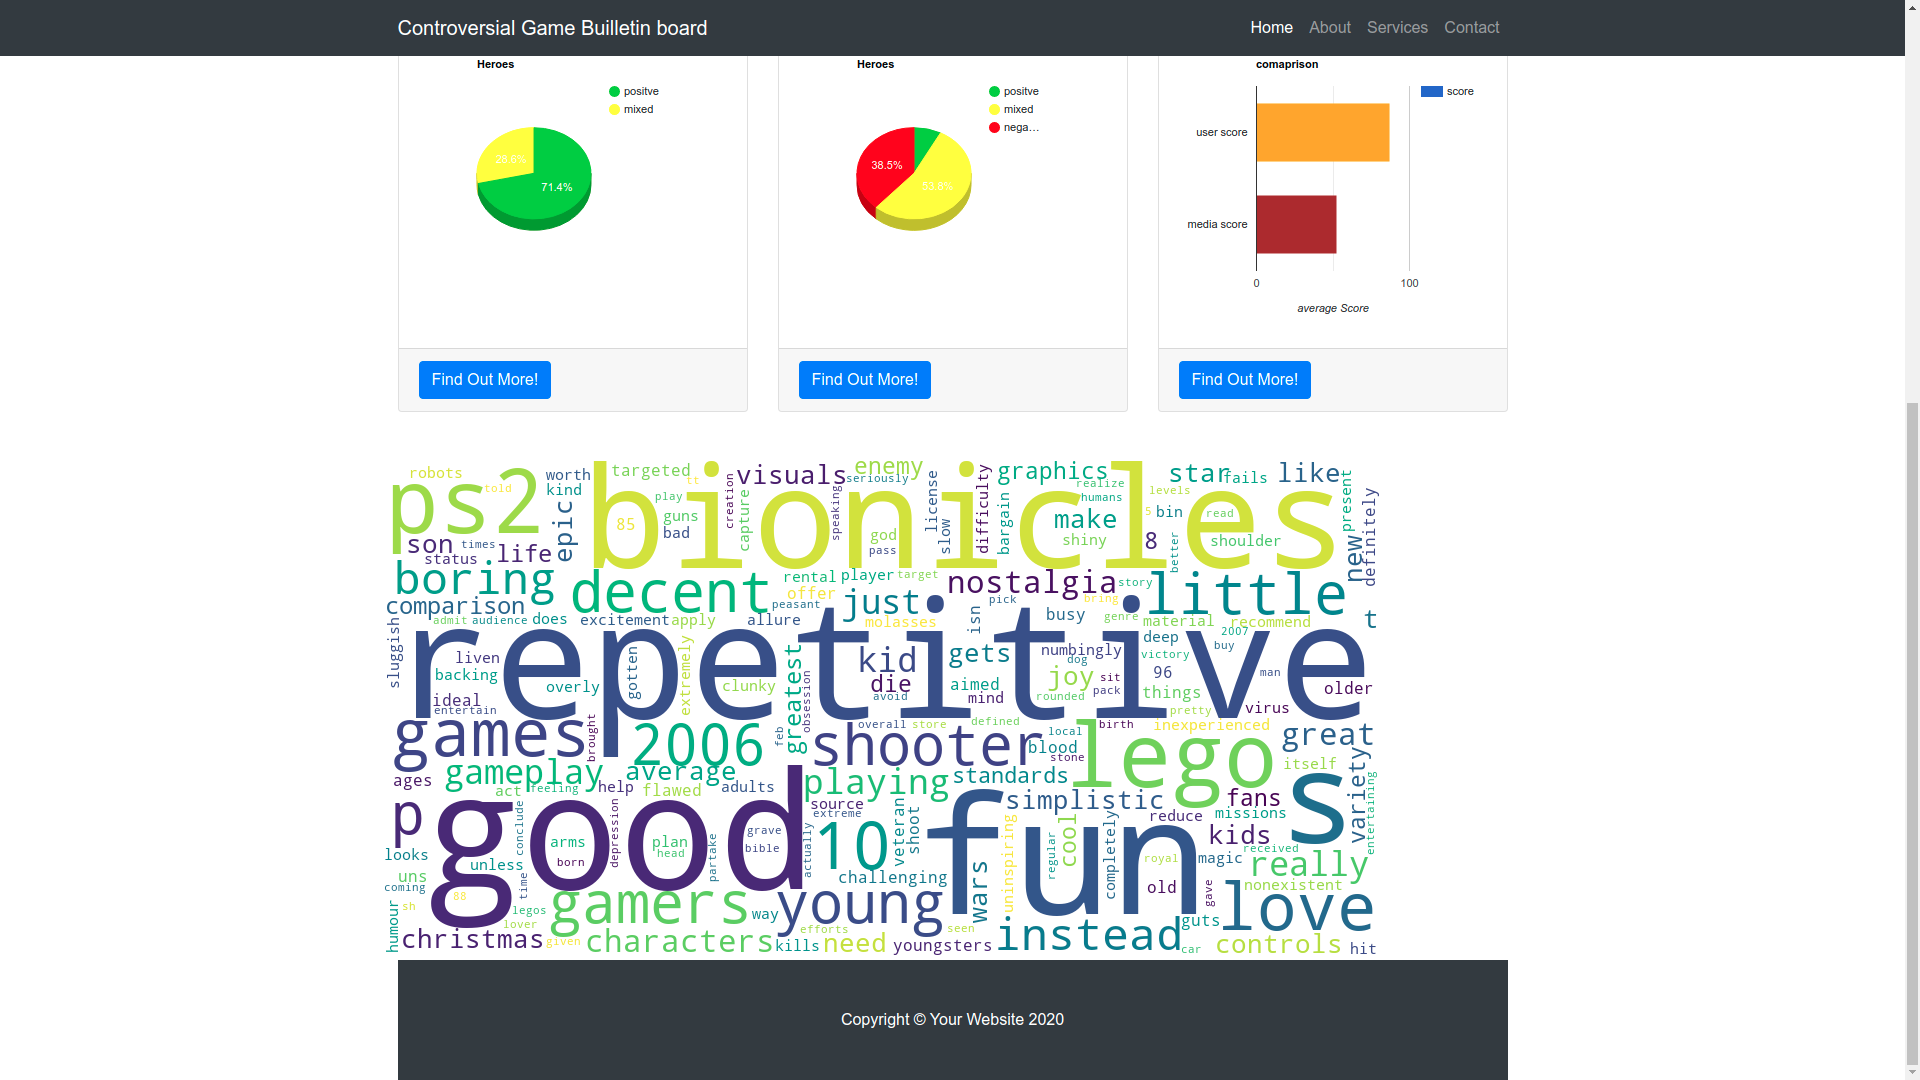 Controversial Game Builletin board
Home About Services Contact
Heroes
positve
mixed
28.6%
71.4%
Heroes
positve
mixed
nega…
38.5%
53.8%
comaprison
score
user score
media score
0 100
average Score
Find Out More!
Find Out More!
Find Out More!
robots worth targeted visuals enemy graphics star fails like
ps2 told kind bionicles seriously license difficulty realize humans levels present
epic play tt creation capture speaking slow bargain
85 guns bad god pass make shiny 5 bin read definitely
son times life status 8 better shoulder new
boring decent rental player target nostalgia story little
offer peasant just pick bring
comparison admit audience does excitement apply allure molasses isn busy genre material recommend t
sluggish repetitive
liven backing gotten extremely greatest kid gets numbingly dog deep 2007 buy victory
overly clunky obsession die avoid aimed mind joy sit pack 96 things man older
ideal entertain rounded pretty virus
games brought 2006 feb overall store defined birth inexperienced
shooter local blood stone lego great itself
ages gameplay average playing standards variety
act feeling help flawed adults source extreme simplistic fans s entertaining
p good conclude depression arms plan head born partake grave bible actually 10 veteran shoot fun reduce missions kids
looks unless time challenging uninspiring regular cool completely royal magic received really
uns coming wars old gave nonexistent
sh 88 legos lover gamers way young love
humour christmas given characters kills efforts need seen youngsters instead guts car controls hit
Copyright © Your Website 2020